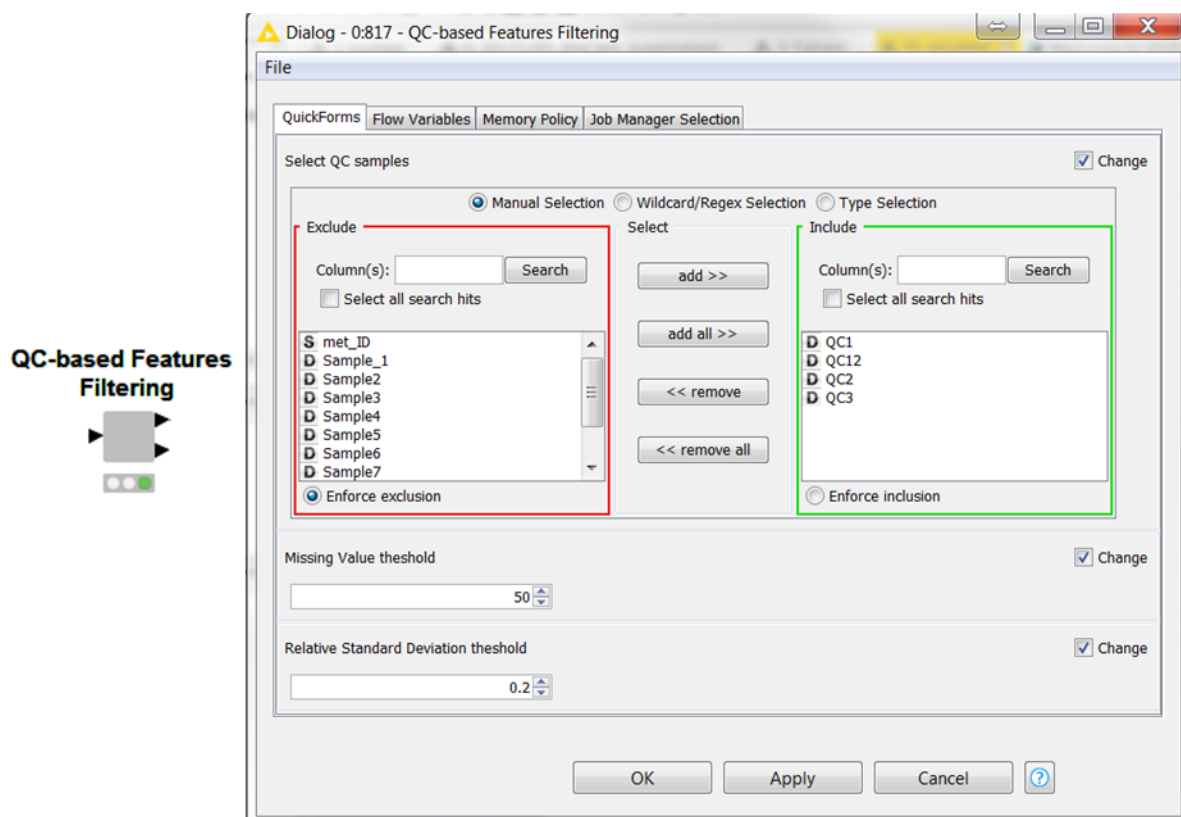 Dialog - 0:817 - QC-based Features Filtering
File
QuickForms Flow Variables Memory Policy Job Manager Selection
Select QC samples Change
Manual Selection Wildcard/Regex Selection Type Selection
Exclude Select Include
Column(s): Search add >> Column(s): Search
Select all search hits Select all search hits
add all >>
S met_ID D QC1
D Sample_1 D QC12
D Sample2 D QC2
D Sample3 << remove D QC3
D Sample4
D Sample5
D Sample6 << remove all
D Sample7
Enforce exclusion Enforce inclusion
QC-based Features
Filtering
Missing Value theshold Change
50
Relative Standard Deviation theshold Change
0.2
OK Apply Cancel ?